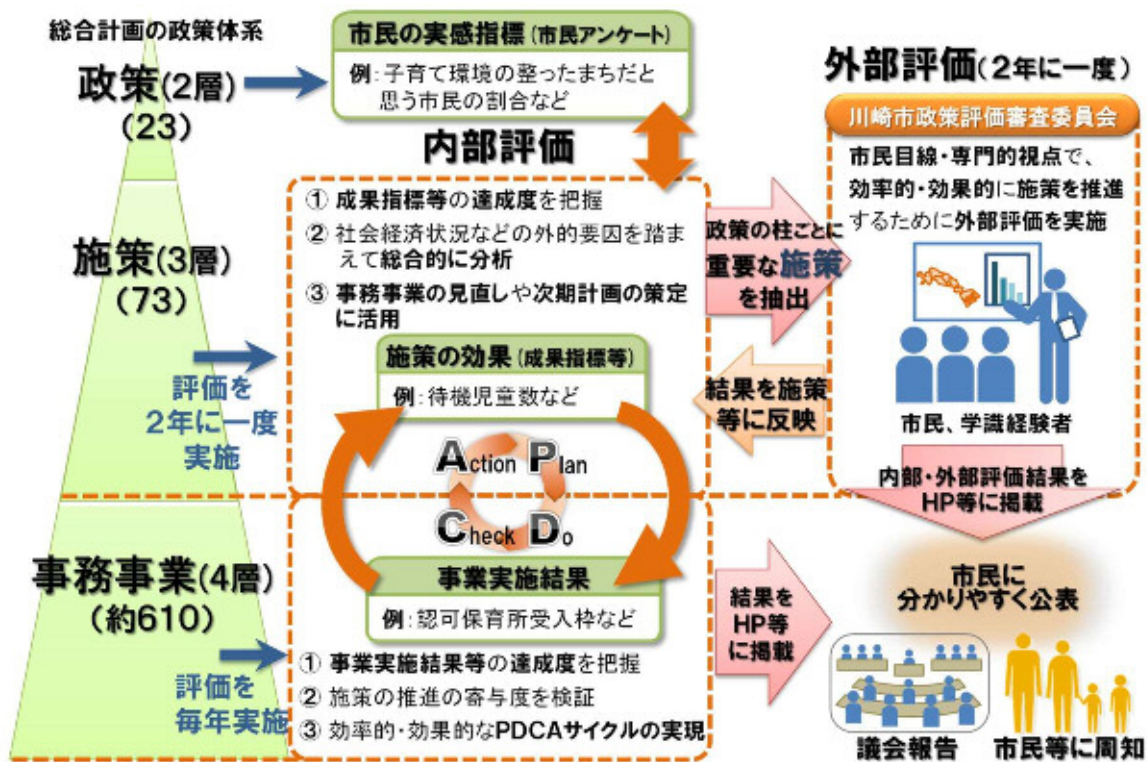 総合計画の政策体系
政策(2層)
(23)
施策(3層)
(73)
評価を
2年に一度
実施
事務事業(4層)
(約610)
評価を
毎年実施
市民の実感指標(市民アンケート)
例:子育て環境の整ったまちだと
思う市民の割合など
内部評価
① 成果指標等の達成度を把握
② 社会経済状況などの外的要因を踏ま
えて総合的に分析
③ 事務事業の見直しや次期計画の策定
に活用
施策の効果(成果指標等)
例:待機児童数など
Action Plan
Check Do
事業実施結果
例:認可保育所受入枠など
① 事業実施結果等の達成度を把握
② 施策の推進の寄与度を検証
③ 効率的・効果的なPDCAサイクルの実現
政策の柱ごとに
重要な施策
を抽出
結果を施策
等に反映
結果を
HP等
に掲載
外部評価(2年に一度)
川崎市政策評価審査委員会
市民目線・専門的視点で、
効率的・効果的に施策を推進
するために外部評価を実施
市民、学識経験者
内部・外部評価結果を
HP等に掲載
市民に
分かりやすく公表
議会報告
市民等に周知